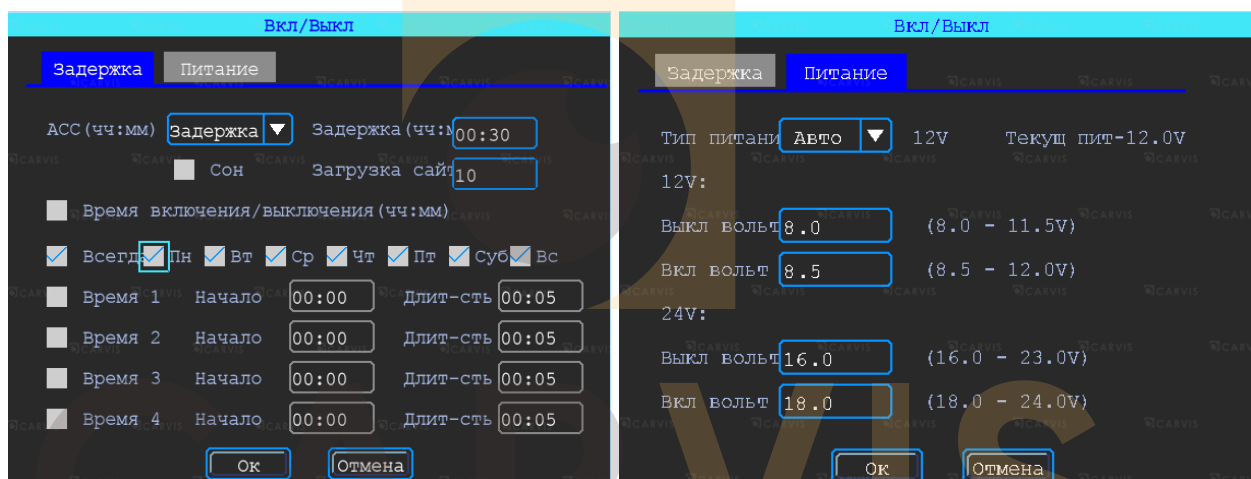 Вкл/Выкл
Задержка Питание
ACC(чч:мм) Задержка Задержка(чч:м 00:30
Сон Загрузка сайт 10
Время включения/выключения(чч:мм)
Всегда Пн Вт Ср Чт Пт Суб Вс
Время 1 Начало 00:00 Длит-сть 00:05
Время 2 Начало 00:00 Длит-сть 00:05
Время 3 Начало 00:00 Длит-сть 00:05
Время 4 Начало 00:00 Длит-сть 00:05
Ок Отмена
Вкл/Выкл
Задержка Питание
Тип питани Авто 12V Текущ пит-12.0V
12V:
Выкл вольт 8.0 (8.0 - 11.5V)
Вкл вольт 8.5 (8.5 - 12.0V)
24V:
Выкл вольт 16.0 (16.0 - 23.0V)
Вкл вольт 18.0 (18.0 - 24.0V)
Ок Отмена
CARVIS